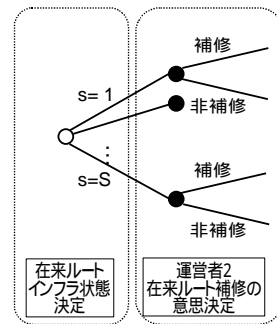 補修
s= 1
非補修
⋮
補修
s=S
非補修
在来ルート
インフラ状態
決定
運営者2
在来ルート補修の
意思決定